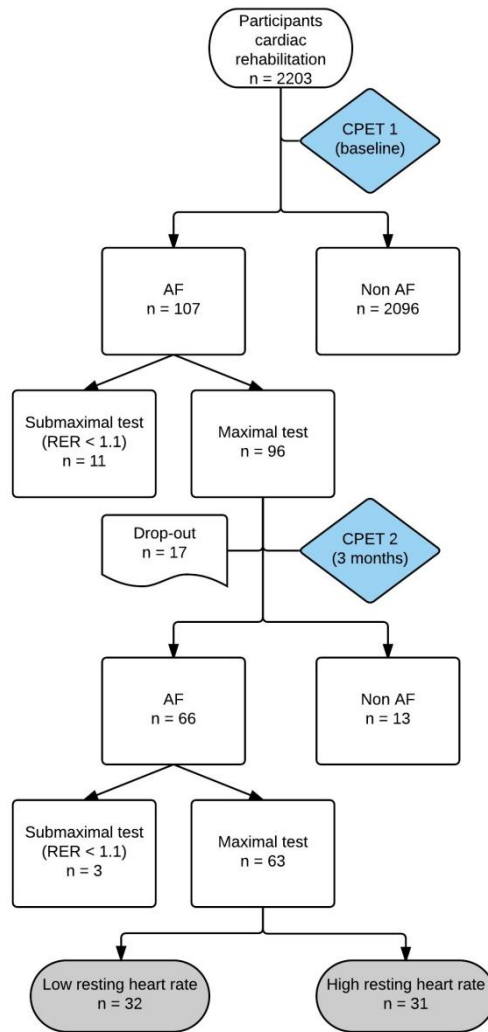 Participants
cardiac
rehabilitation
n = 2203
CPET 1
(baseline)
AF
n = 107
Non AF
n = 2096
Submaximal test
(RER < 1.1)
n = 11
Maximal test
n = 96
Drop-out
n = 17
CPET 2
(3 months)
AF
n = 66
Non AF
n = 13
Submaximal test
(RER < 1.1)
n = 3
Maximal test
n = 63
Low resting heart rate
n = 32
High resting heart rate
n = 31